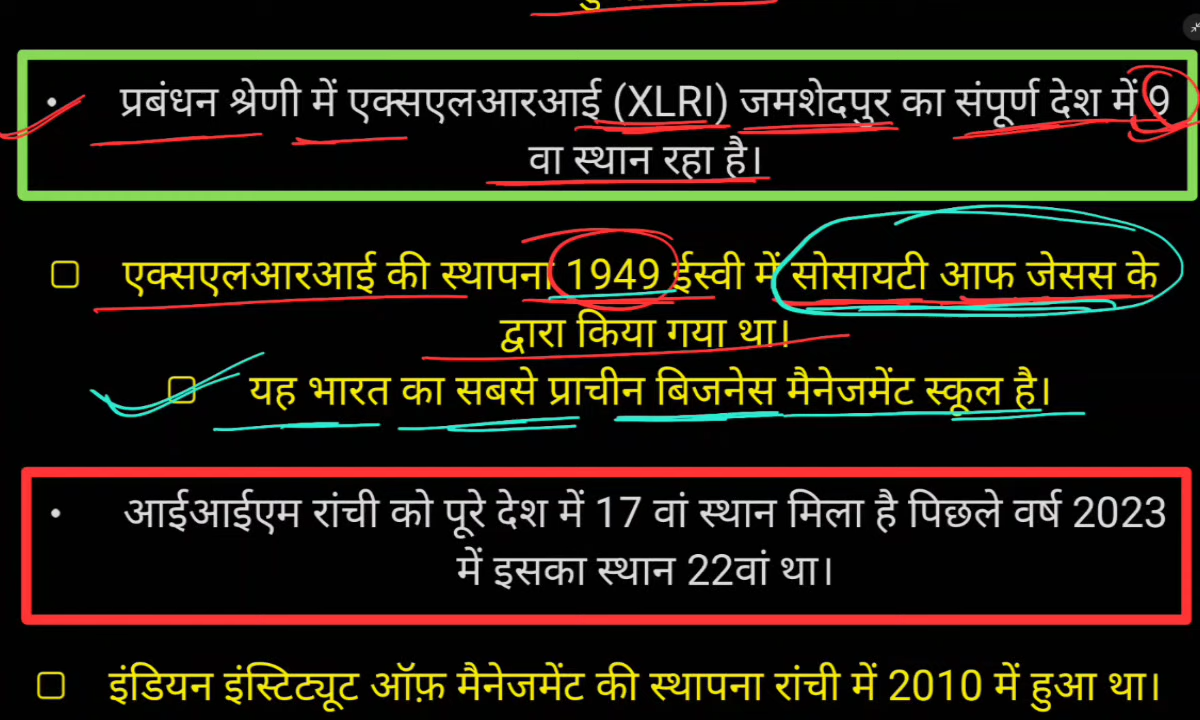 • प्रबंधन श्रेणी में एक्सएलआरआई (XLRI) जमशेदपुर का संपूर्ण देश में 9
वा स्थान रहा है।
एक्सएलआरआई की स्थापना 1949 ईस्वी में सोसायटी आफ जेसस के
द्वारा किया गया था।
यह भारत का सबसे प्राचीन बिजनेस मैनेजमेंट स्कूल है।
• आईआईएम रांची को पूरे देश में 17 वां स्थान मिला है पिछले वर्ष 2023
में इसका स्थान 22वां था।
इंडियन इंस्टिट्यूट ऑफ़ मैनेजमेंट की स्थापना रांची में 2010 में हुआ था।